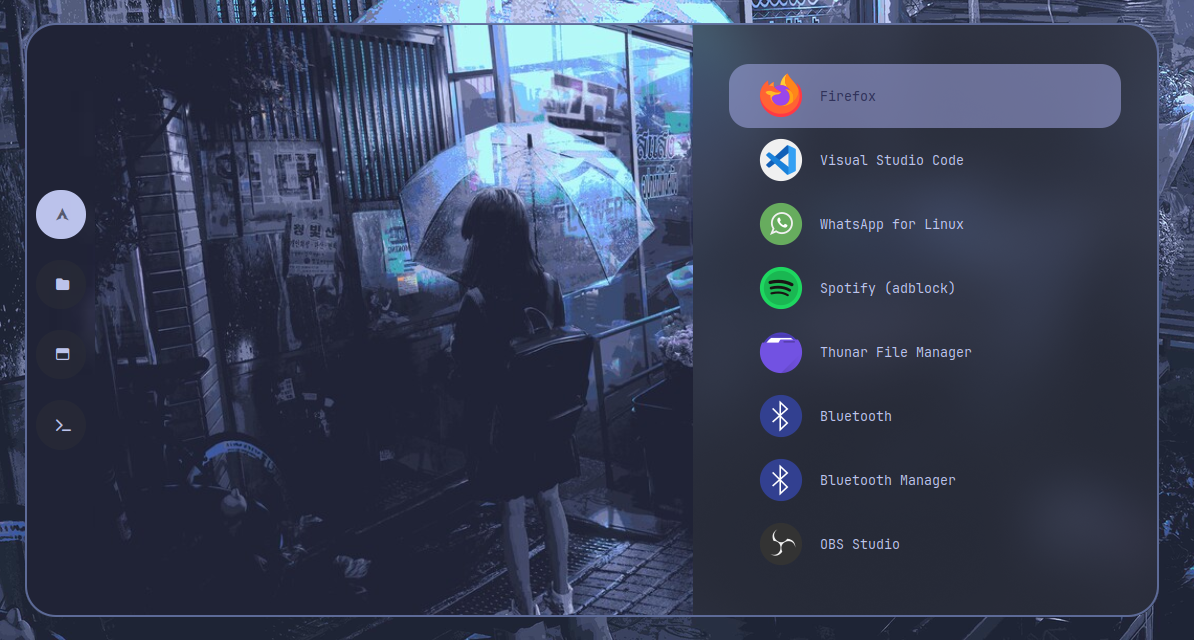 Firefox
Visual Studio Code
WhatsApp for Linux
Spotify (adblock)
Thunar File Manager
Bluetooth
Bluetooth Manager
OBS Studio